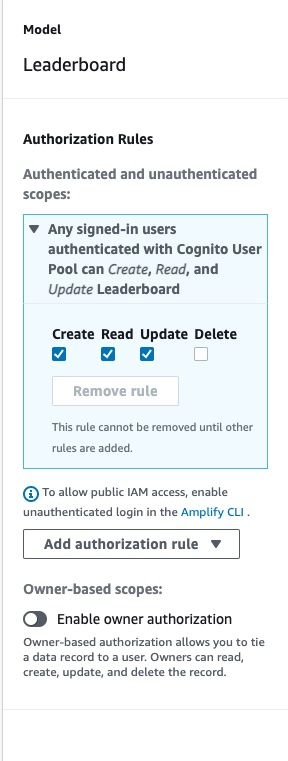 Model
Leaderboard
Authorization Rules
Authenticated and unauthenticated
scopes:
Any signed-in users
authenticated with Cognito User
Pool can Create, Read, and
Update Leaderboard
Create Read Update Delete
Remove rule
This rule cannot be removed until other
rules are added.
To allow public IAM access, enable
unauthenticated login in the Amplify CLI .
Add authorization rule
Owner-based scopes:
Enable owner authorization
Owner-based authorization allows you to tie
a data record to a user. Owners can read,
create, update, and delete the record.